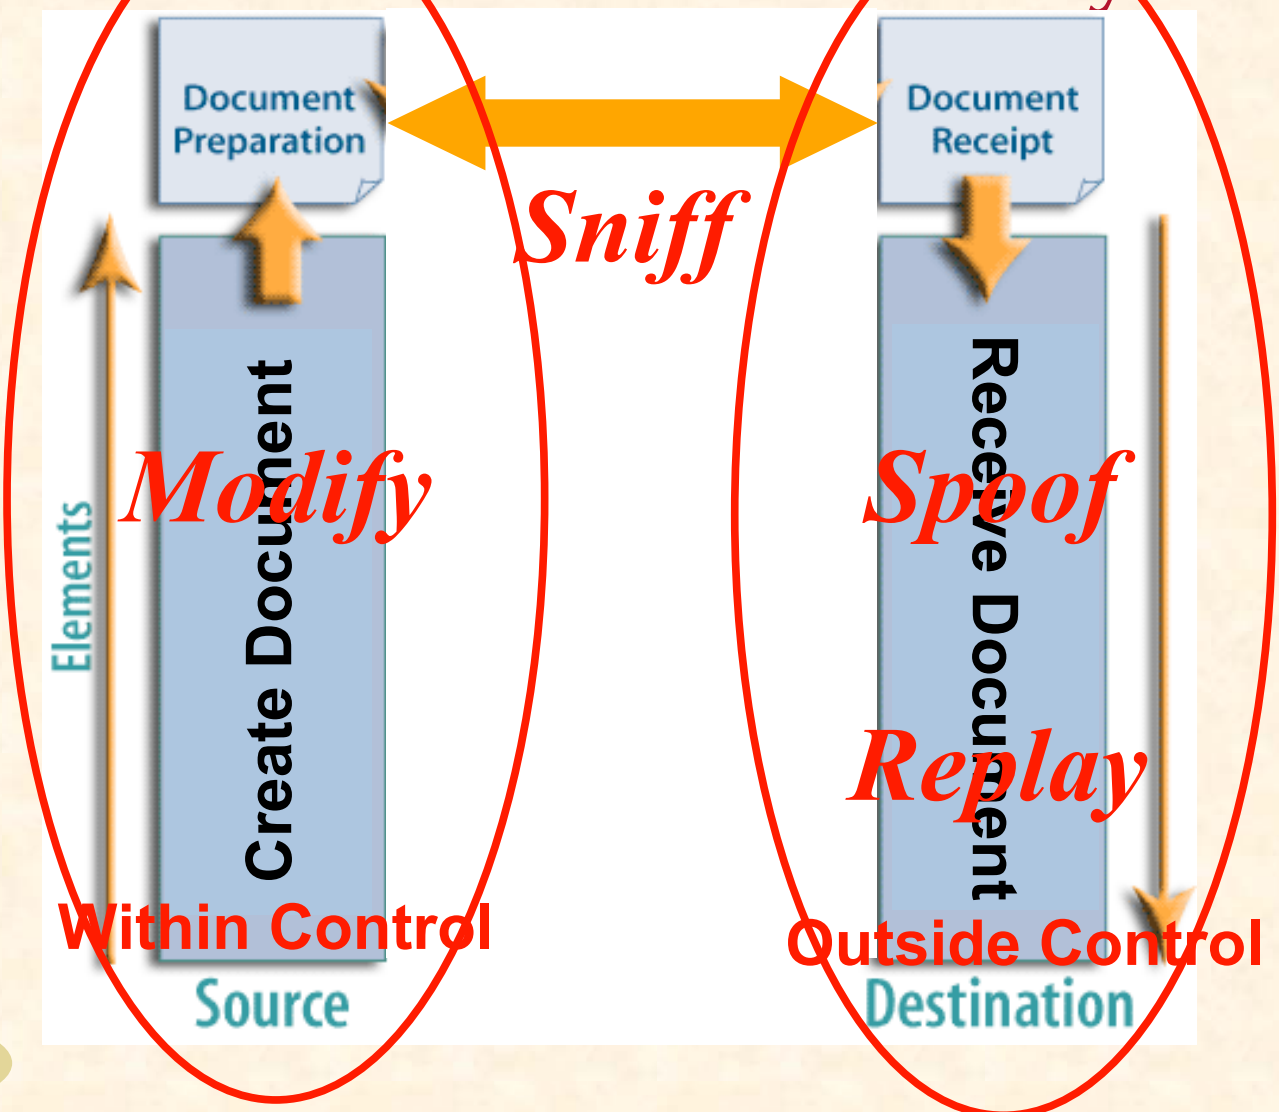 Document
Preparation
Document
Receipt
Sniff
Create Document
Receive Document
Modify
Spoof
Elements
Replay
Within Control
Outside Control
Source
Destination